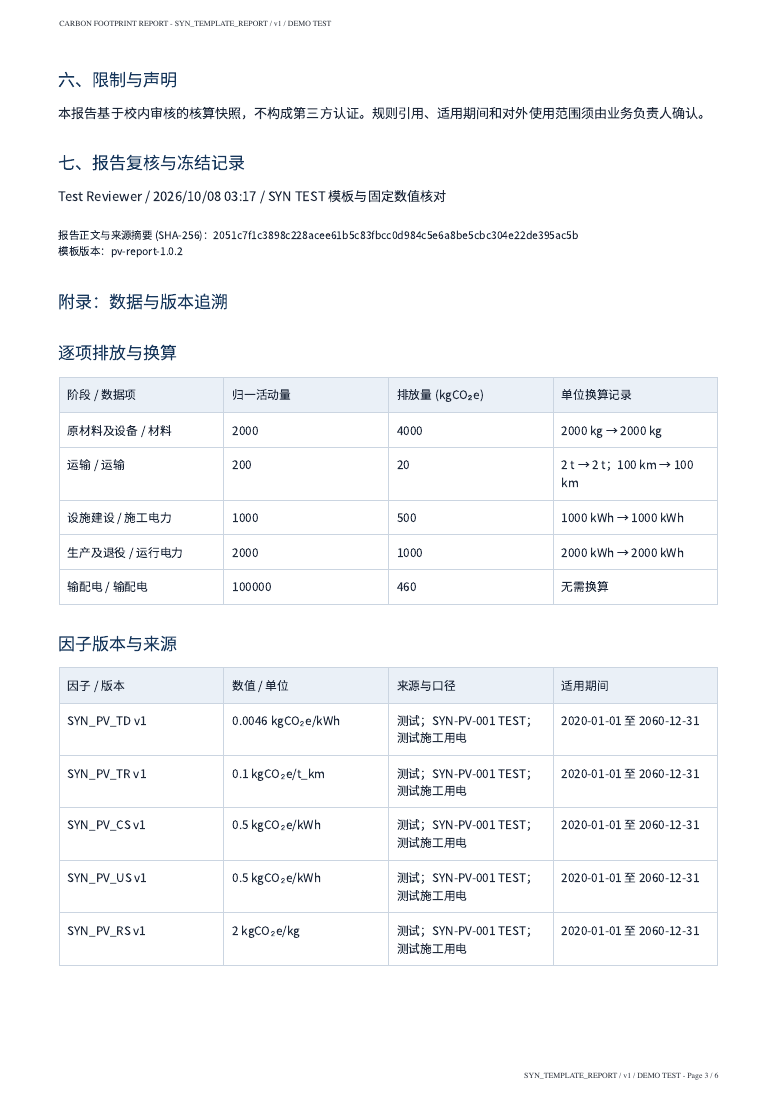 CARBON FOOTPRINT REPORT - SYN_TEMPLATE_REPORT / v1 / DEMO TEST
六、限制与声明
本报告基于校内审核的核算快照，不构成第三方认证。规则引用、适用期间和对外使用范围须由业务负责人确认。
七、报告复核与冻结记录
Test Reviewer / 2026/10/08 03:17 / SYN TEST 模板与固定数值核对
报告正文与来源摘要 (SHA-256)：2051c7f1c3898c228acee61b5c83fbcc0d984c5e6a8be5cbc304e22de395ac5b
模板版本：pv-report-1.0.2
附录：数据与版本追溯
逐项排放与换算
阶段 / 数据项 归一活动量 排放量 (kgCO₂e) 单位换算记录
原材料及设备 / 材料 2000 4000 2000 kg → 2000 kg
运输 / 运输 200 20 2 t → 2 t；100 km → 100
km
设施建设 / 施工电力 1000 500 1000 kWh → 1000 kWh
生产及退役 / 运行电力 2000 1000 2000 kWh → 2000 kWh
输配电 / 输配电 100000 460 无需换算
因子版本与来源
因子 / 版本 数值 / 单位 来源与口径 适用期间
SYN_PV_TD v1 0.0046 kgCO₂e/kWh 测试；SYN-PV-001 TEST； 2020-01-01 至 2060-12-31
测试施工用电
SYN_PV_TR v1 0.1 kgCO₂e/t_km 测试；SYN-PV-001 TEST； 2020-01-01 至 2060-12-31
测试施工用电
SYN_PV_CS v1 0.5 kgCO₂e/kWh 测试；SYN-PV-001 TEST； 2020-01-01 至 2060-12-31
测试施工用电
SYN_PV_US v1 0.5 kgCO₂e/kWh 测试；SYN-PV-001 TEST； 2020-01-01 至 2060-12-31
测试施工用电
SYN_PV_RS v1 2 kgCO₂e/kg 测试；SYN-PV-001 TEST； 2020-01-01 至 2060-12-31
测试施工用电
SYN_TEMPLATE_REPORT / v1 / DEMO TEST - Page 3 / 6